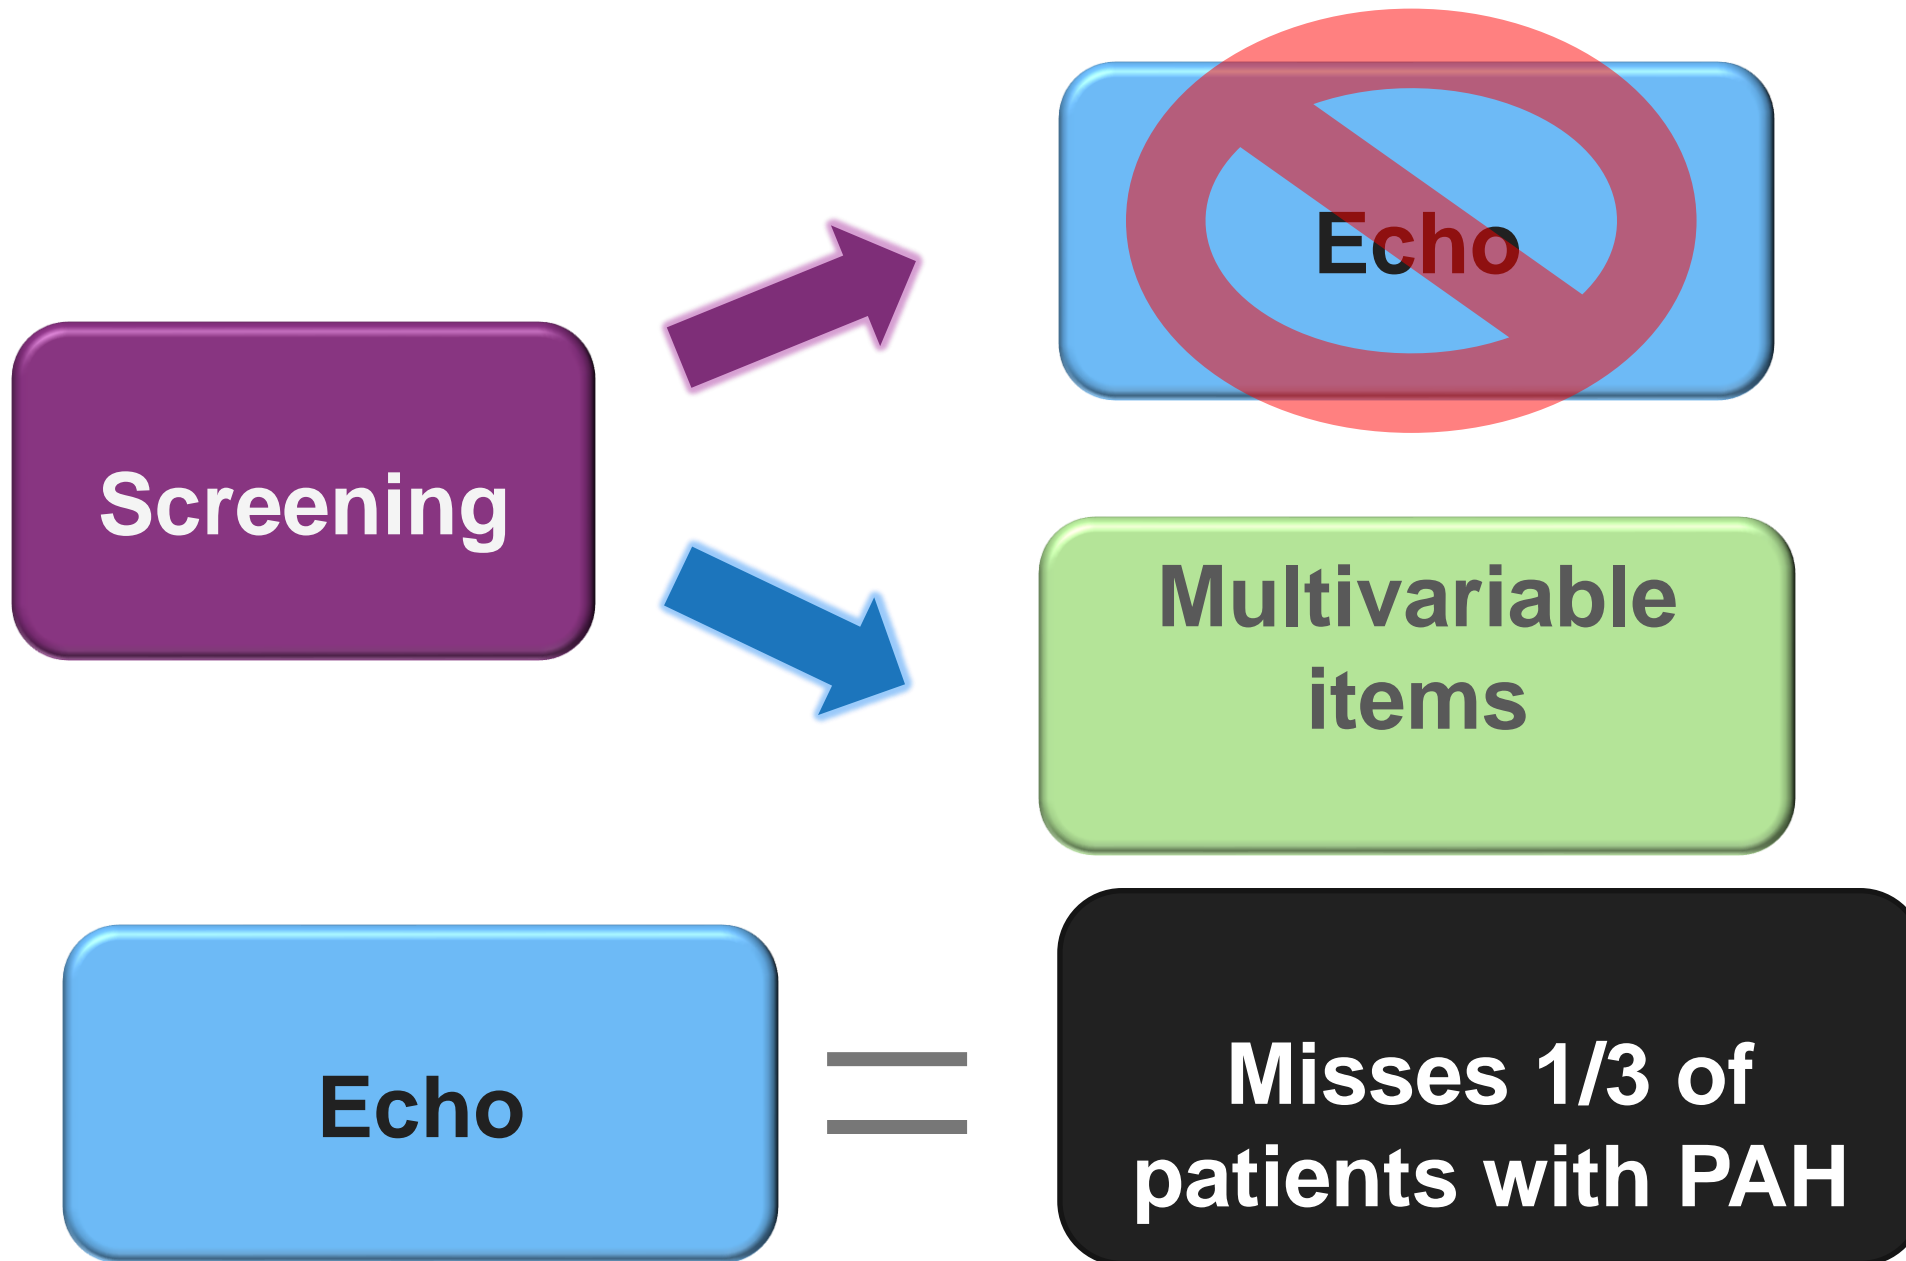 Echo
Screening
Multivariable
items
Echo
Misses 1/3 of
patients with PAH